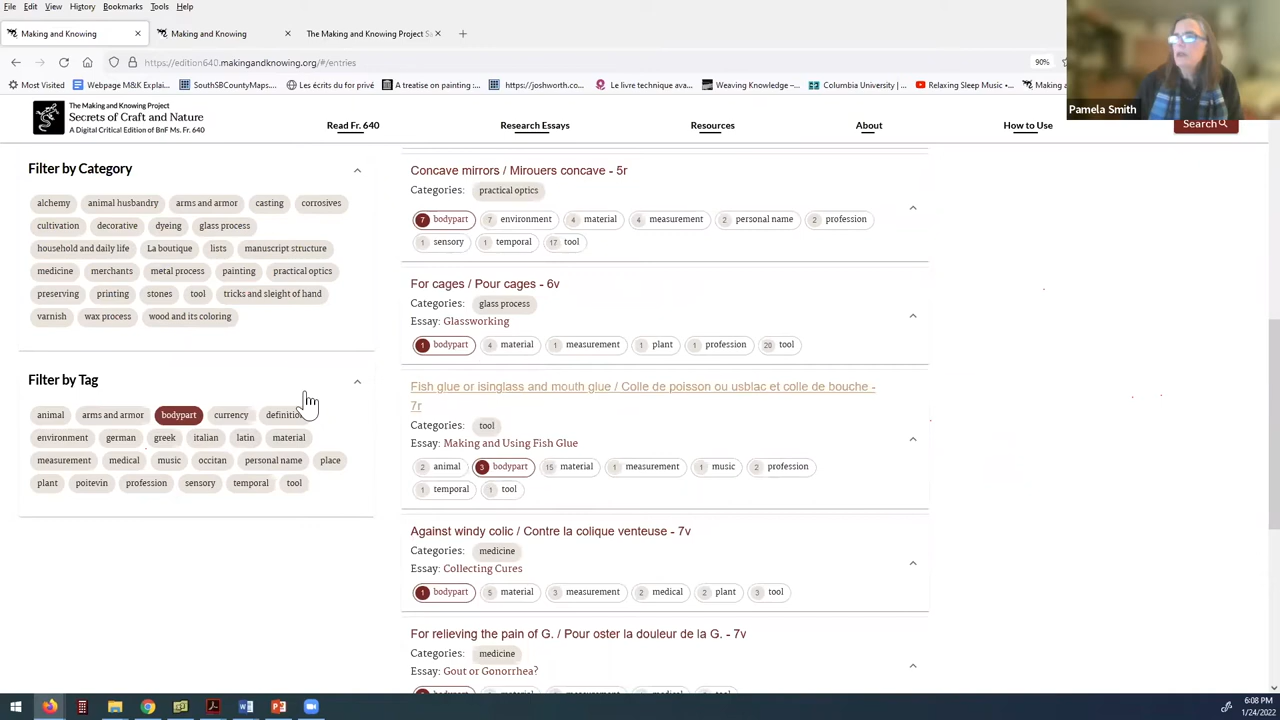 File Edit View History Bookmarks Tools Help
Making and Knowing Making and Knowing The Making and Knowing Project Se
https://edition640.makingandknowing.org/#/entries 90%
Most Visited Webpage M&K Explai... SouthSBCountyMaps... Les écrits du for privé A treatise on painting :... https://joshworth.com... Le livre technique ava... Weaving Knowledge -... Columbia University | ... Relaxing Sleep Music •... Making a
Pamela Smith
The Making and Knowing Project
Secrets of Craft and Nature
A Digital Critical Edition of BnF Ms. Fr. 640
Read Fr. 640 Research Essays Resources About How to Use Search
Filter by Category
alchemy animal husbandry arms and armor casting corrosives
cultivation decorative dyeing glass process
household and daily life La boutique lists manuscript structure
medicine merchants metal process painting practical optics
preserving printing stones tool tricks and sleight of hand
varnish wax process wood and its coloring
Filter by Tag
animal arms and armor bodypart currency definition
environment german greek italian latin material
measurement medical music occitan personal name place
plant poitevin profession sensory temporal tool
Concave mirrors / Mirouers concave - 5r
Categories: practical optics
7 bodypart 7 environment 4 material 4 measurement 2 personal name 2 profession
1 sensory 1 temporal 17 tool
For cages / Pour cages - 6v
Categories: glass process
Essay: Glassworking
1 bodypart 4 material 1 measurement 1 plant 1 profession 20 tool
Fish glue or isinglass and mouth glue / Colle de poisson ou usblac et colle de bouche -
7r
Categories: tool
Essay: Making and Using Fish Glue
2 animal 3 bodypart 15 material 1 measurement 1 music 2 profession
1 temporal 1 tool
Against windy colic / Contre la colique venteuse - 7v
Categories: medicine
Essay: Collecting Cures
1 bodypart 5 material 3 measurement 2 medical 2 plant 3 tool
For relieving the pain of G. / Pour oster la douleur de la G. - 7v
Categories: medicine
Essay: Gout or Gonorrhea?
6:08 PM
1/24/2022